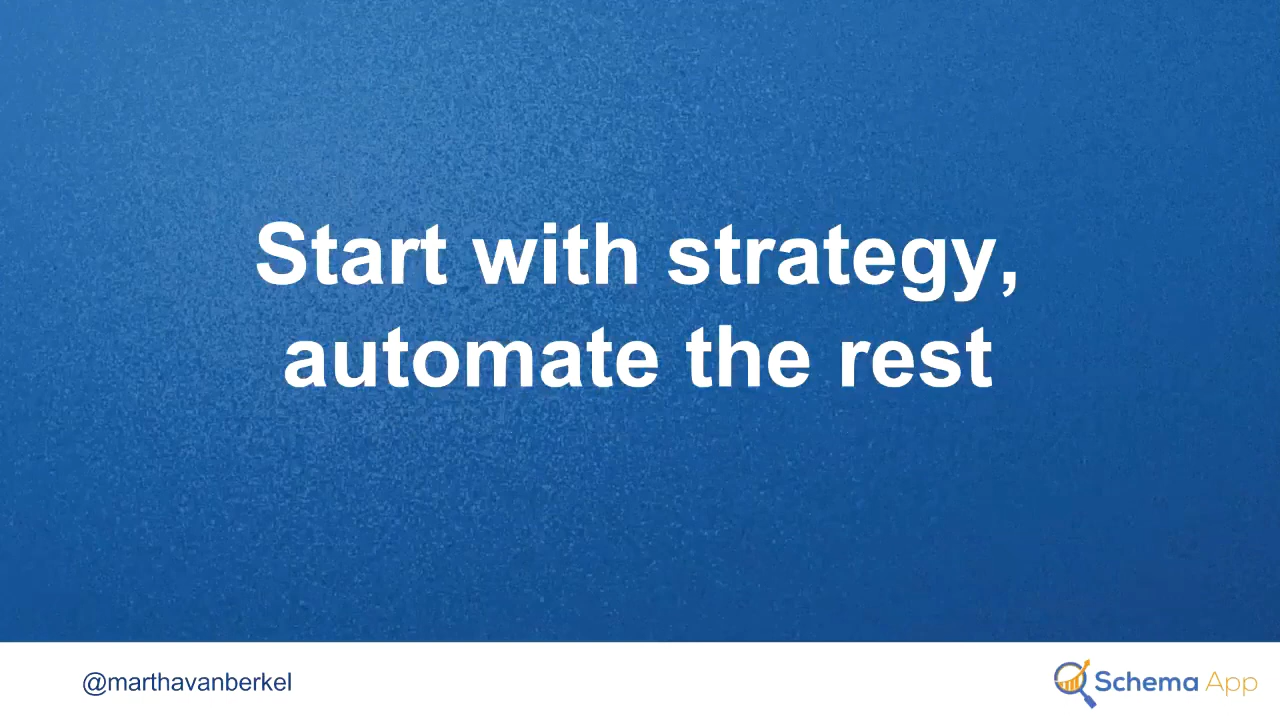 Start with strategy,
automate the rest
@marthavanberkel
Schema App